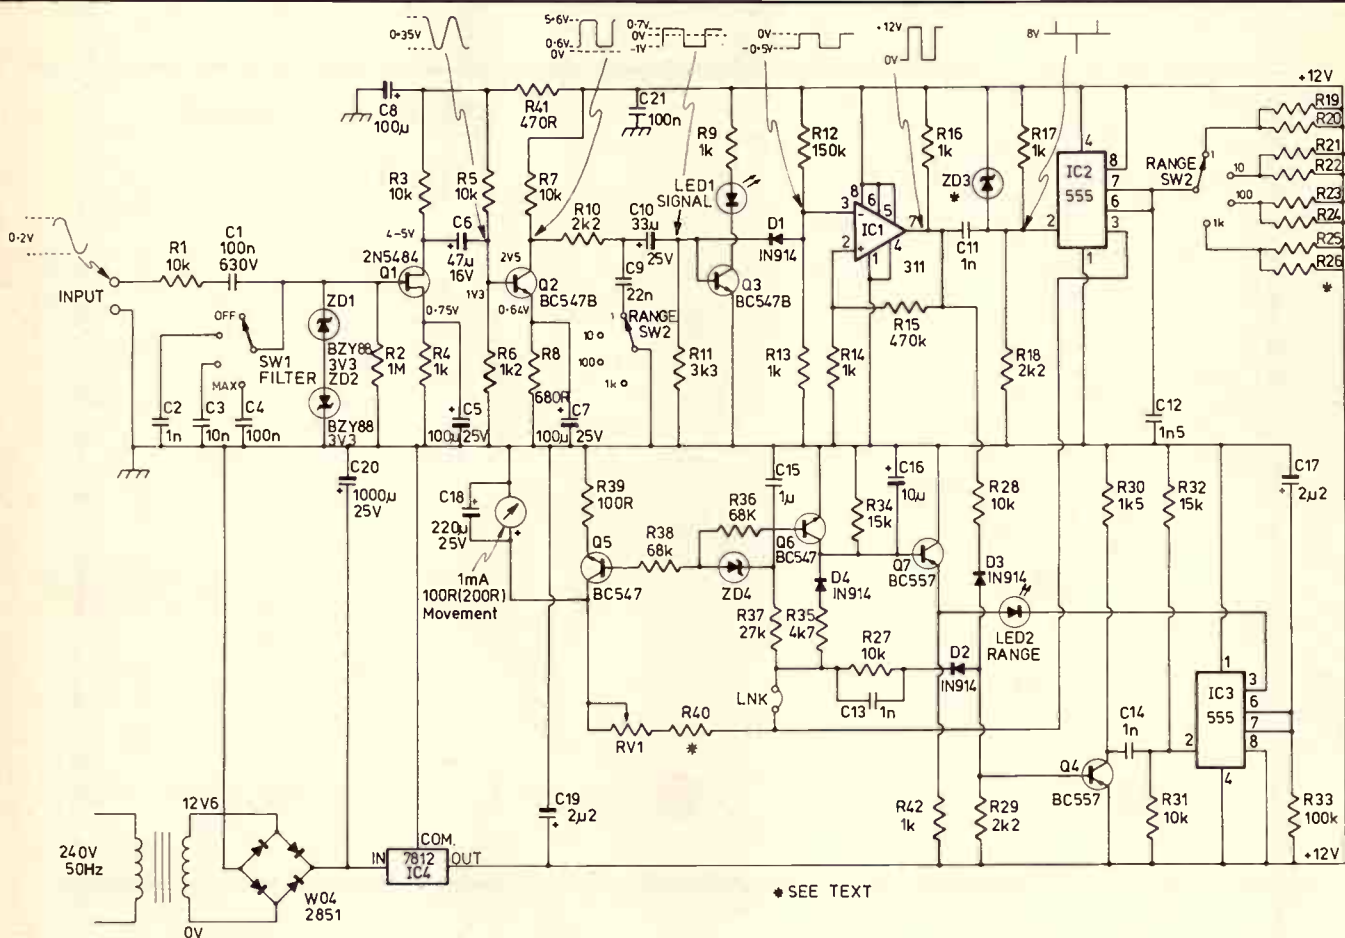 0·35V
5·6V
0·6V
0V
0·7V
0V
-1V
0V
-0·5V
+12V
0V
8V
+12V
C8
100µ
R41
470R
C21
100n
R9
1k
R12
150k
R16
1k
R17
1k
ZD3
*
4
IC2
555
8
7
6
2
3
1
RANGE
SW2
1
10
100
1k
R19
R20
R21
R22
R23
R24
R25
R26
*
R3
10k
R5
10k
R7
10k
R10
2k2
C10
33µ
25V
LED1
SIGNAL
D1
IN914
8
6
5
3
2
7
4
1
IC1
311
C11
1n
0·2V
INPUT
R1
10k
C1
100n
630V
4-5V
C6
47µ
16V
2N5484
Q1
0·75V
2V5
1V3
Q2
BC547B
0·64V
C9
22n
1
RANGE
SW2
10
100
1k
Q3
BC547B
R15
470k
OFF
SW1
FILTER
MAX
ZD1
BZY88
3V3
ZD2
BZY88
3V3
R2
1M
R4
1k
R6
1k2
R8
680R
R11
3k3
R13
1k
R14
1k
R18
2k2
C12
1n5
C2
1n
C3
10n
C4
100n
C5
100µ 25V
C7
100µ 25V
C20
1000µ
25V
C18
220µ
25V
1mA
100R(200R)
Movement
R39
100R
Q5
BC547
R38
68k
R36
68K
ZD4
C15
1µ
Q6
BC547
R34
15k
C16
10µ
Q7
BC557
R28
10k
D3
IN914
R30
1k5
R32
15k
C17
2µ2
D4
IN914
R37
27k
R35
4k7
R27
10k
C13
1n
D2
IN914
LED2
RANGE
LNK
RV1
R40
*
1
IC3
555
3
6
7
8
2
4
C14
1n
Q4
BC557
R42
1k
R29
2k2
R31
10k
R33
100k
C19
2µ2
240V
50Hz
12V6
0V
W04
2851
COM.
IN
7812
IC4
OUT
+12V
* SEE TEXT